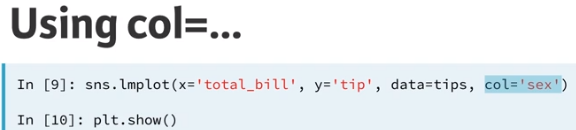 Using col=...
In [9]: sns.lmplot(x='total_bill', y='tip', data=tips, col='sex')
In [10]: plt.show()